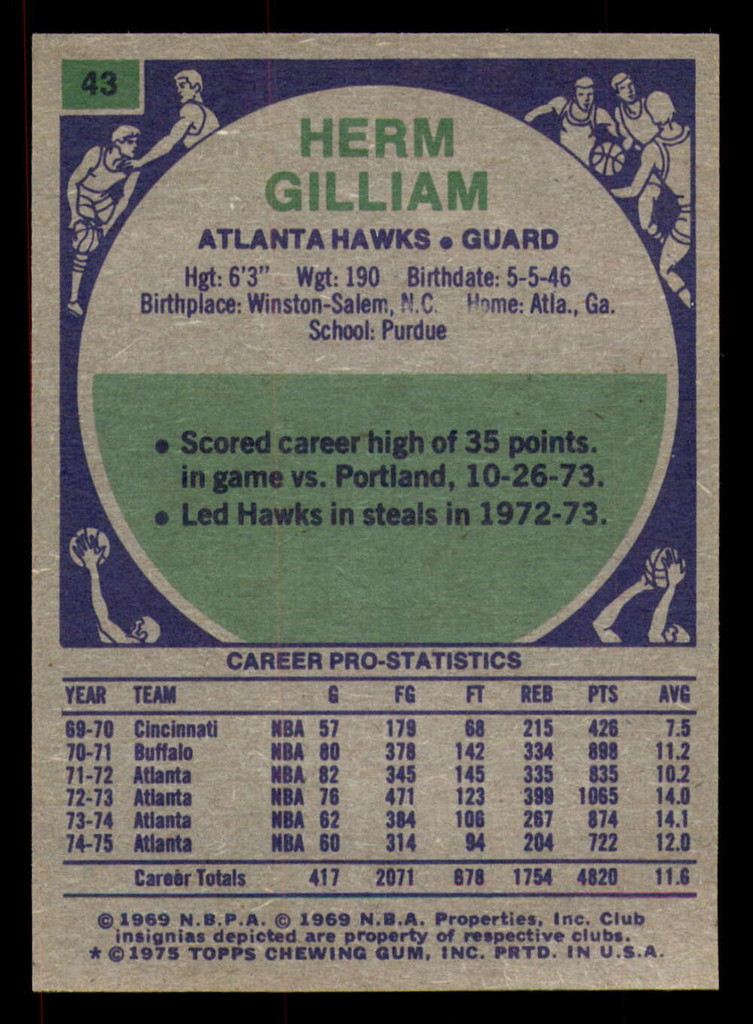 43
HERM
GILLIAM
ATLANTA HAWKS • GUARD
Hgt: 6'3" Wgt: 190 Birthdate: 5-5-46
Birthplace: Winston-Salem, N.C. Home: Atla., Ga.
School: Purdue
• Scored career high of 35 points.
in game vs. Portland, 10-26-73.
• Led Hawks in steals in 1972-73.
CAREER PRO-STATISTICS
YEAR TEAM G FG FT REB PTS AVG
69-70 Cincinnati NBA 57 179 68 215 426 7.5
70-71 Buffalo NBA 80 378 142 334 898 11.2
71-72 Atlanta NBA 82 345 145 335 835 10.2
72-73 Atlanta NBA 76 471 123 399 1065 14.0
73-74 Atlanta NBA 62 384 106 267 874 14.1
74-75 Atlanta NBA 60 314 94 204 722 12.0
Career Totals 417 2071 678 1754 4820 11.6
© 1969 N.B.P.A. © 1969 N.B.A. Properties, Inc. Club
insignias depicted are property of respective clubs.
* © 1975 TOPPS CHEWING GUM, INC. PRTD. IN U.S.A.